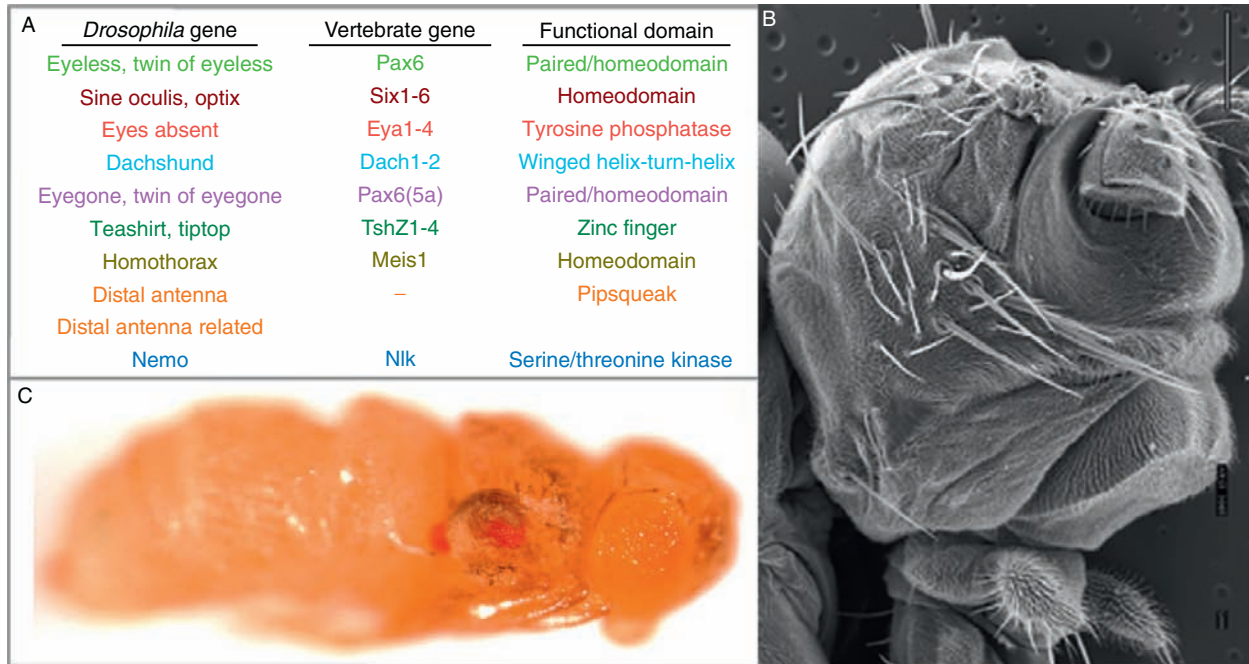 A
Drosophila gene Vertebrate gene Functional domain
Eyeless, twin of eyeless Pax6 Paired/homeodomain
Sine oculis, optix Six1-6 Homeodomain
Eyes absent Eya1-4 Tyrosine phosphatase
Dachshund Dach1-2 Winged helix-turn-helix
Eyegone, twin of eyegone Pax6(5a) Paired/homeodomain
Teashirt, tiptop TshZ1-4 Zinc finger
Homothorax Meis1 Homeodomain
Distal antenna – Pipsqueak
Distal antenna related
Nemo Nlk Serine/threonine kinase
B
C